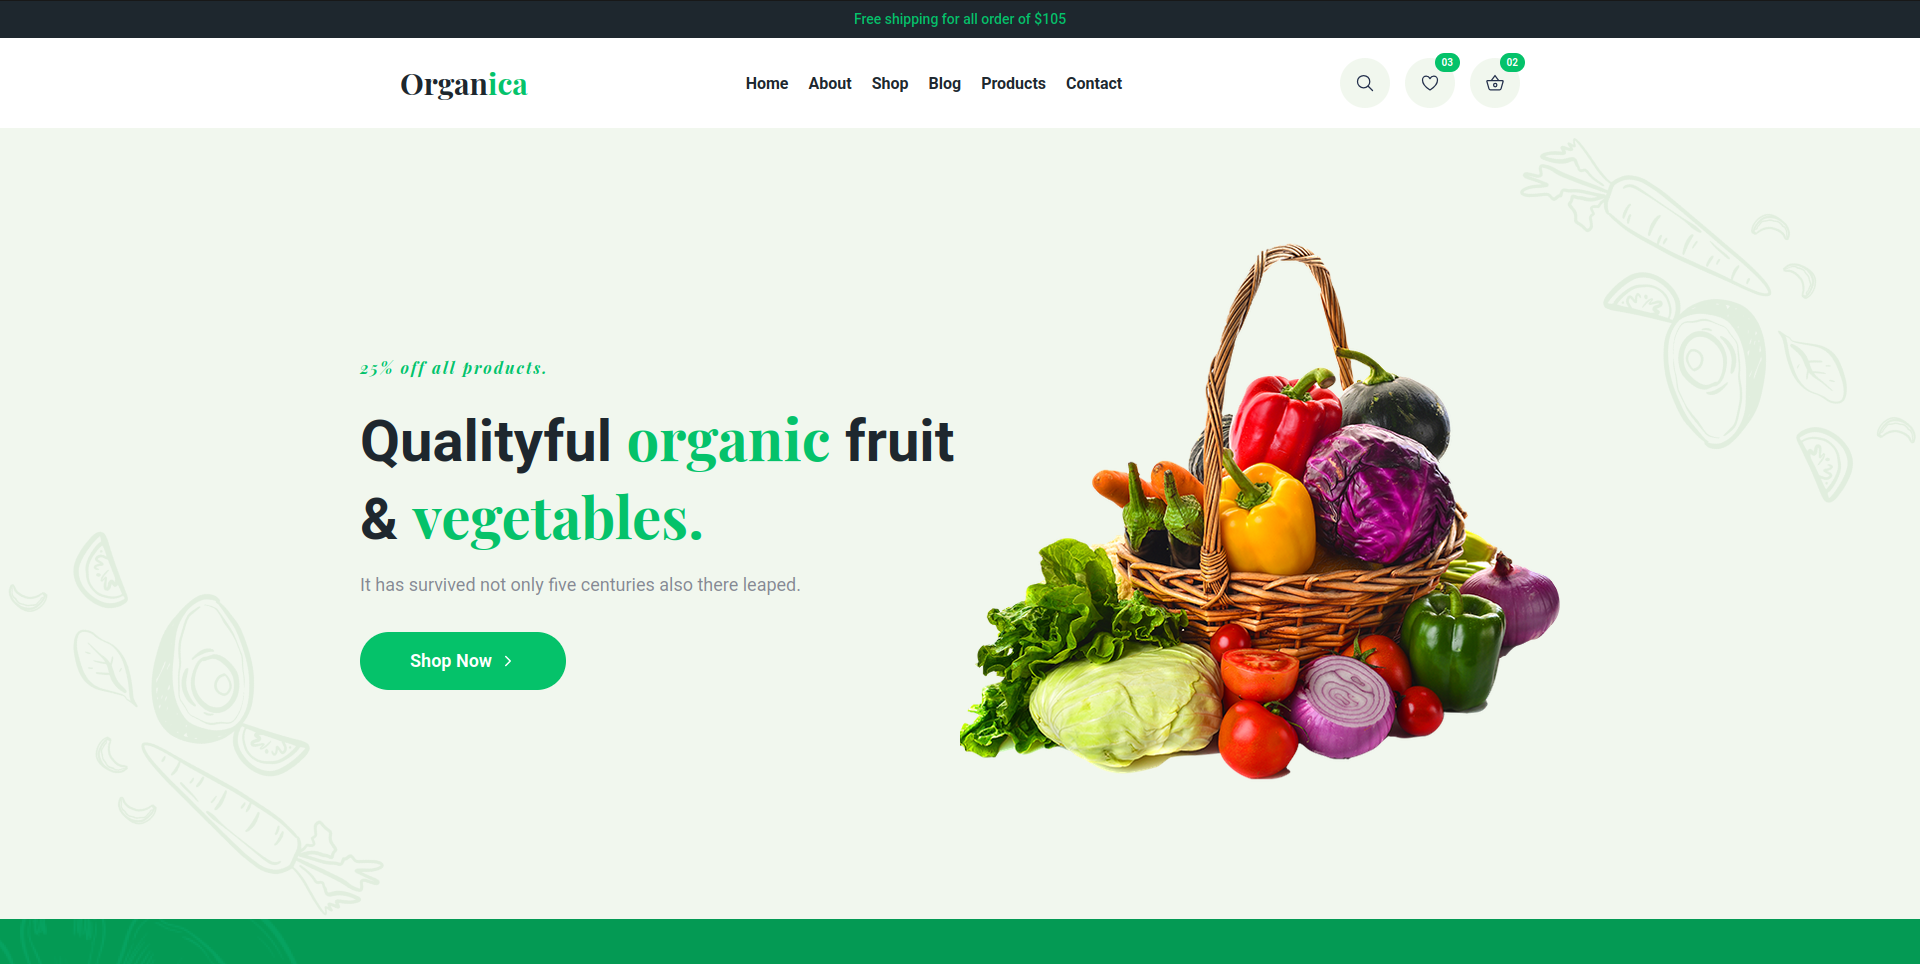 Free shipping for all order of $105
Organica
Home About Shop Blog Products Contact
03
02
25% off all products.
Qualityful organic fruit
& vegetables.
It has survived not only five centuries also there leaped.
Shop Now